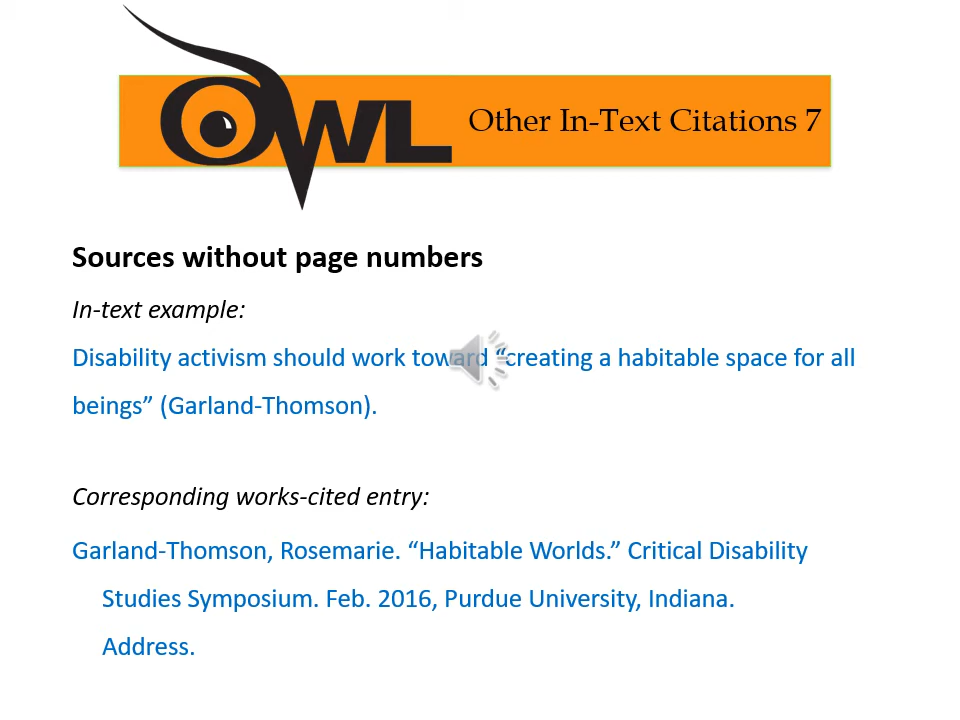 OWL
Other In-Text Citations 7
Sources without page numbers
In-text example:
Disability activism should work toward “creating a habitable space for all
beings” (Garland-Thomson).
Corresponding works-cited entry:
Garland-Thomson, Rosemarie. “Habitable Worlds.” Critical Disability
Studies Symposium. Feb. 2016, Purdue University, Indiana.
Address.